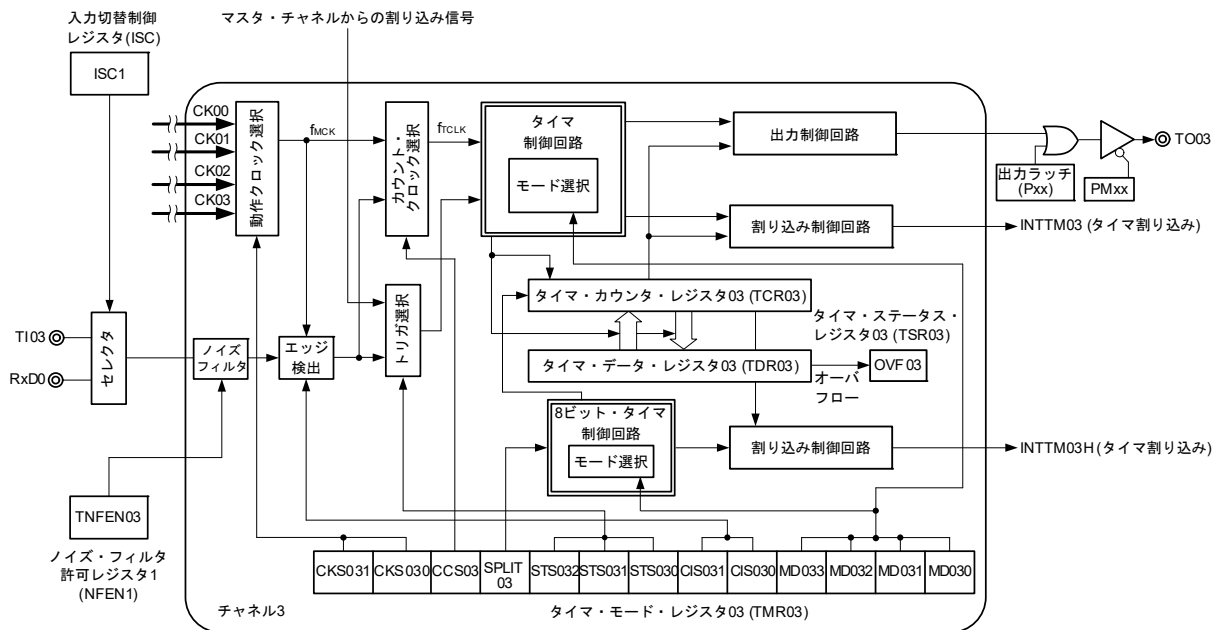 入力切替制御
レジスタ(ISC)
マスタ・チャネルからの割り込み信号
ISC1
CK00
CK01
CK02
CK03
動作クロック選択
fMCK
カウント・
クロック選択
fTCLK
タイマ
制御回路
モード選択
出力制御回路
出力ラッチ
(Pxx)
PMxx
TO03
割り込み制御回路
INTTM03 (タイマ割り込み)
タイマ・カウンタ・レジスタ03 (TCR03)
トリガ選択
タイマ・ステータス・
レジスタ03 (TSR03)
TI03
RxD0
セレクタ
ノイズ
フィルタ
エッジ
検出
タイマ・データ・レジスタ03 (TDR03)
オーバ
フロー
OVF03
8ビット・タイマ
制御回路
モード選択
割り込み制御回路
INTTM03H (タイマ割り込み)
TNFEN03
ノイズ・フィルタ
許可レジスタ1
(NFEN1)
CKS031
CKS030
CCS03
SPLIT
03
STS032
STS031
STS030
CIS031
CIS030
MD033
MD032
MD031
MD030
チャネル3
タイマ・モード・レジスタ03 (TMR03)